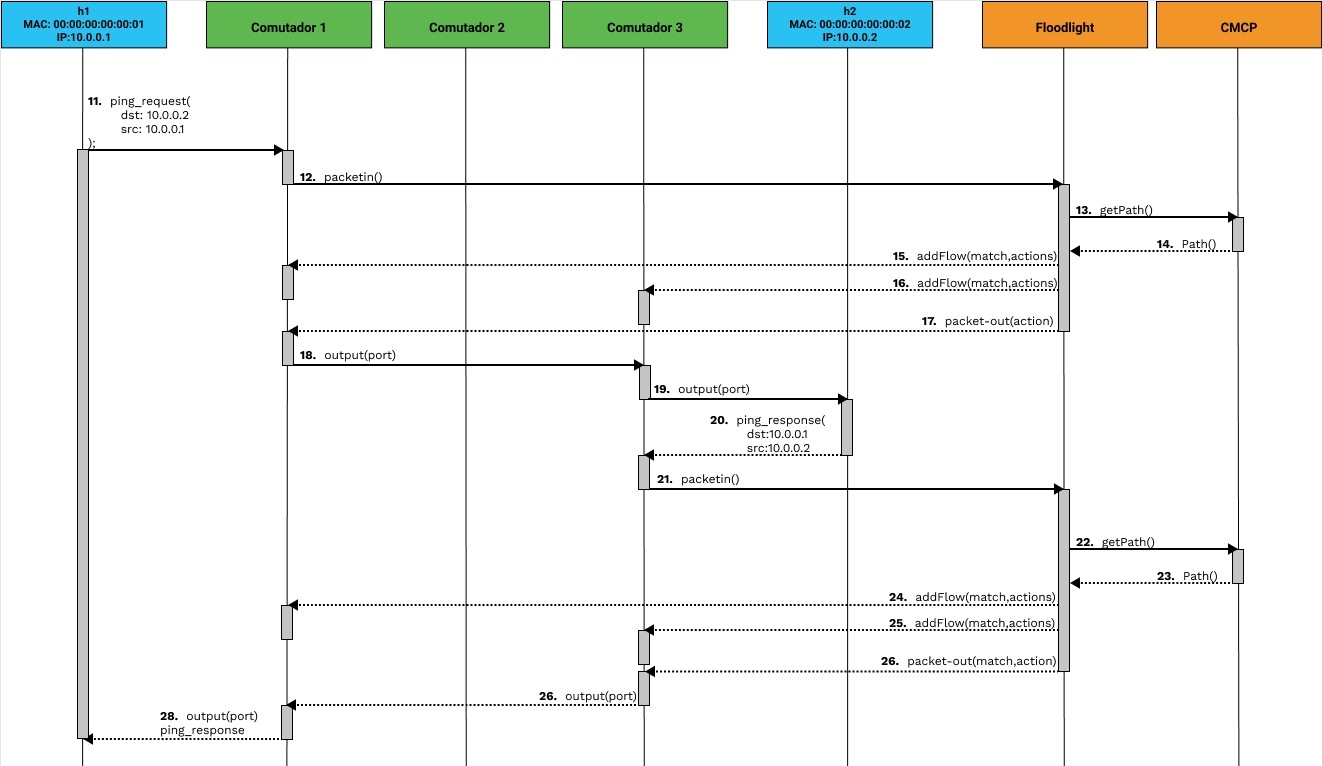 h1
MAC: 00:00:00:00:00:01
IP:10.0.0.1
Comutador 1
Comutador 2
Comutador 3
h2
MAC: 00:00:00:00:00:02
IP:10.0.0.2
Floodlight
CMCP
11. ping_request(
dst: 10.0.0.2
src: 10.0.0.1
);
12. packetin()
13. getPath()
14. Path()
15. addFlow(match,actions)
16. addFlow(match,actions)
17. packet-out(action)
18. output(port)
19. output(port)
20. ping_response(
dst:10.0.0.1
src:10.0.0.2
21. packetin()
22. getPath()
23. Path()
24. addFlow(match,actions)
25. addFlow(match,actions)
26. packet-out(match,action)
26. output(port)
28. output(port)
ping_response